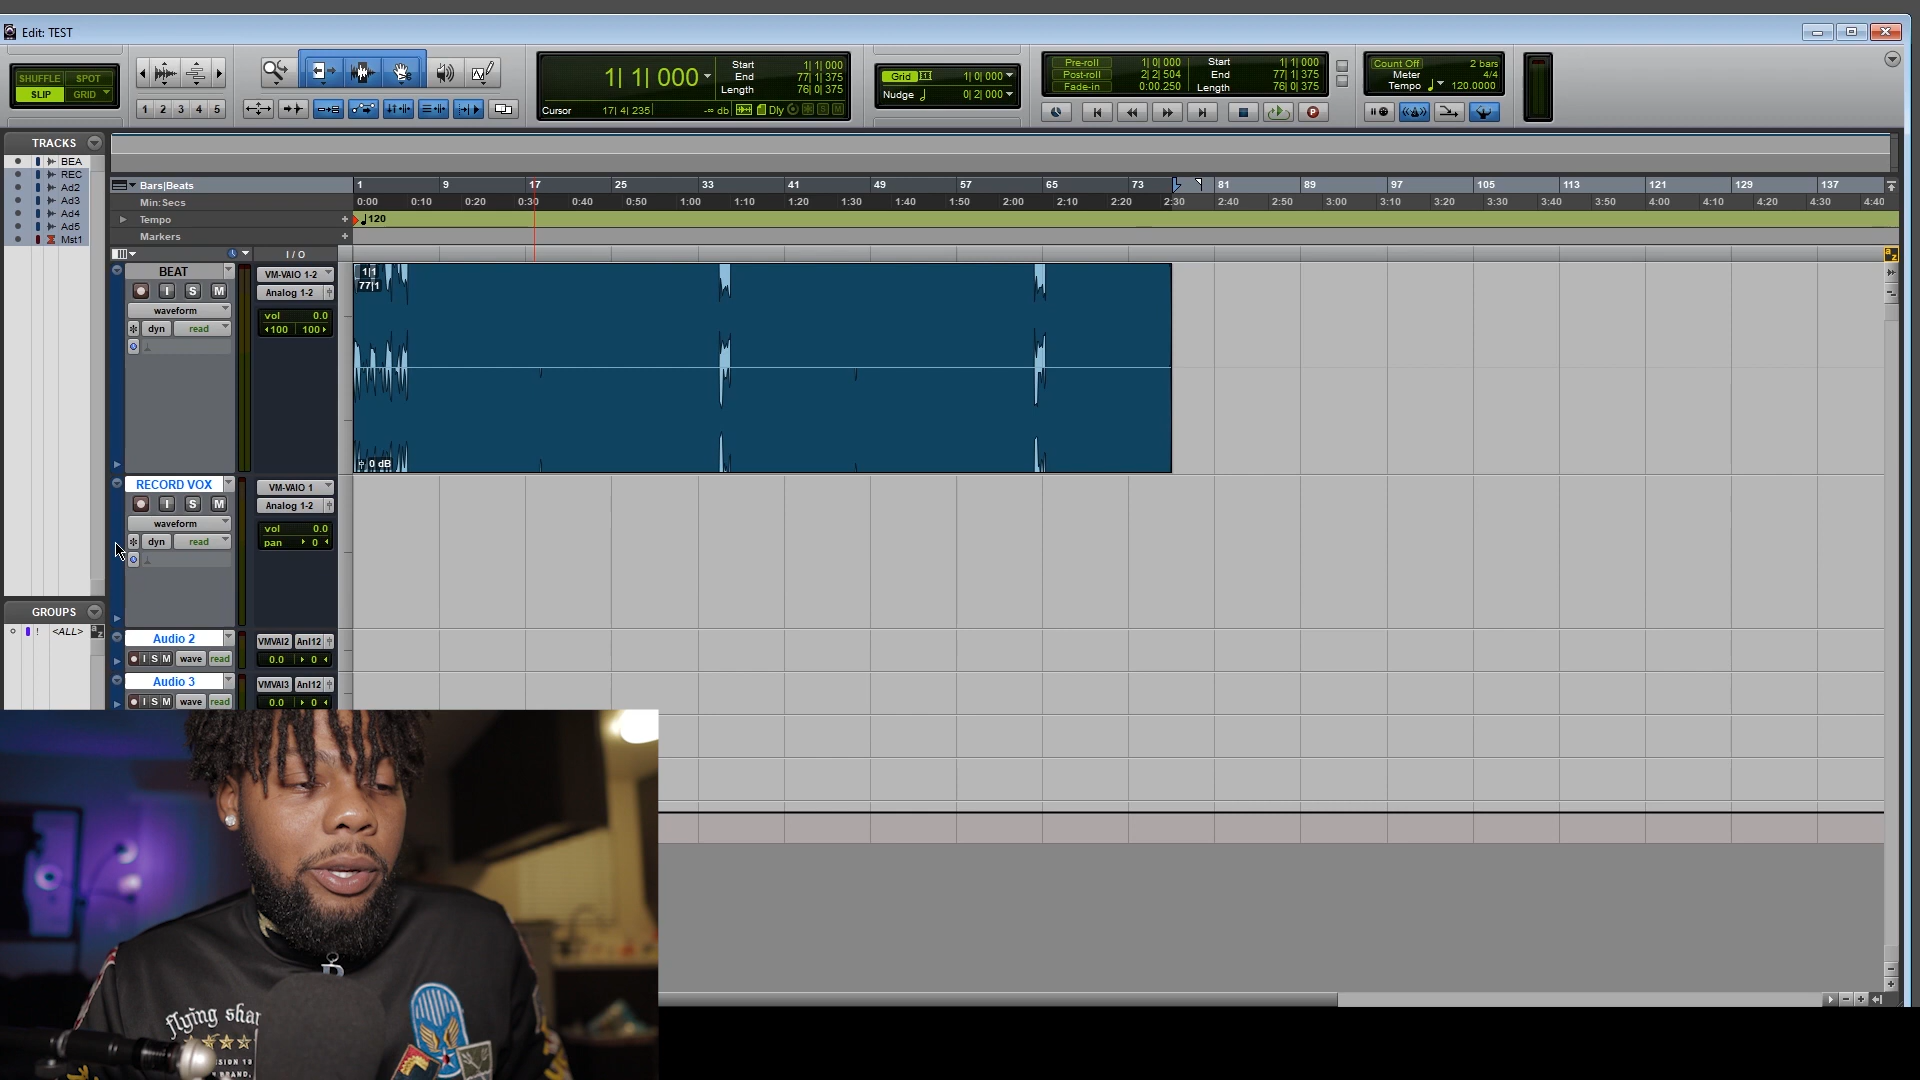 Edit: TEST
SHUFFLE SPOT
SLIP GRID
1 2 3 4 5
1| 1| 000
Start 1| 1| 000
End 77| 1| 375
Length 76| 0| 375
Cursor 17| 4| 235
-∞ db
Dly
Grid 1| 0| 000
Nudge 0| 2| 000
Pre-roll 1| 0| 000
Post-roll 2| 2| 504
Fade-in 0:00.250
Start 1| 1| 000
End 77| 1| 375
Length 76| 0| 375
Count Off 2 bars
Meter 4/4
Tempo 120.0000
TRACKS
BEA
REC
Ad2
Ad3
Ad4
Ad5
Mst1
GROUPS
! <ALL>
Bars|Beats
1 9 17 25 33 41 49 57 65 73 81 89 97 105 113 121 129 137
Min:Secs
0:00 0:10 0:20 0:30 0:40 0:50 1:00 1:10 1:20 1:30 1:40 1:50 2:00 2:10 2:20 2:30 2:40 2:50 3:00 3:10 3:20 3:30 3:40 3:50 4:00 4:10 4:20 4:30 4:40
Tempo
120
Markers
I / O
BEAT
I S M
waveform
dyn read
VM-VAIO 1-2
Analog 1-2
vol 0.0
100 100
1|1
77|1
0 dB
RECORD VOX
I S M
waveform
dyn read
VM-VAIO 1
Analog 1-2
vol 0.0
pan 0
Audio 2
I S M wave read
VMVAI2 Anl12
0.0 0
Audio 3
I S M wave read
VMVAI3 Anl12
0.0 0
flying